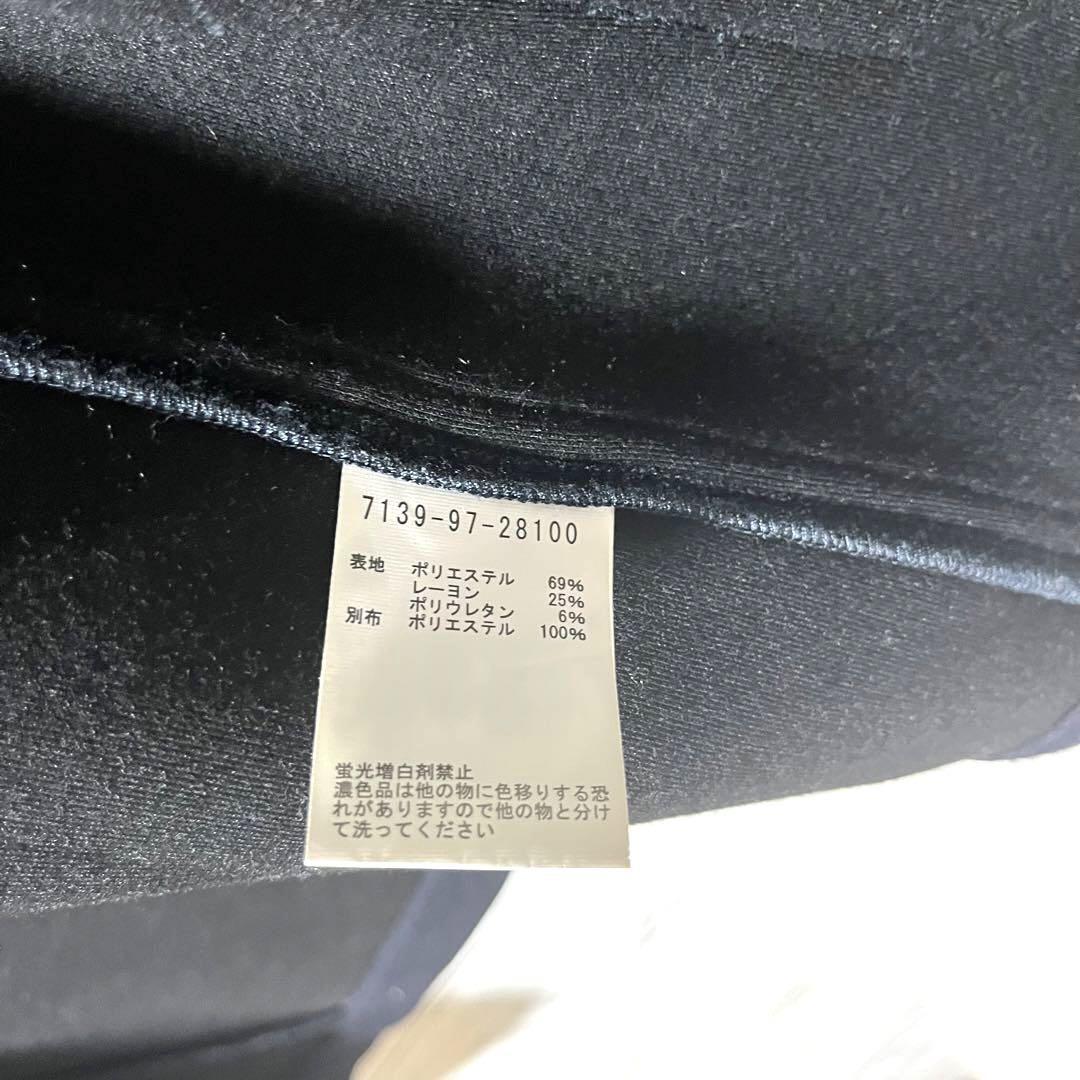 7139-97-28100
表地 ポリエステル 69%
レーヨン 25%
ポリウレタン 6%
別布 ポリエステル 100%
蛍光増白剤禁止
濃色品は他の物に色移りする恐
れがありますので他の物と分け
て洗ってください